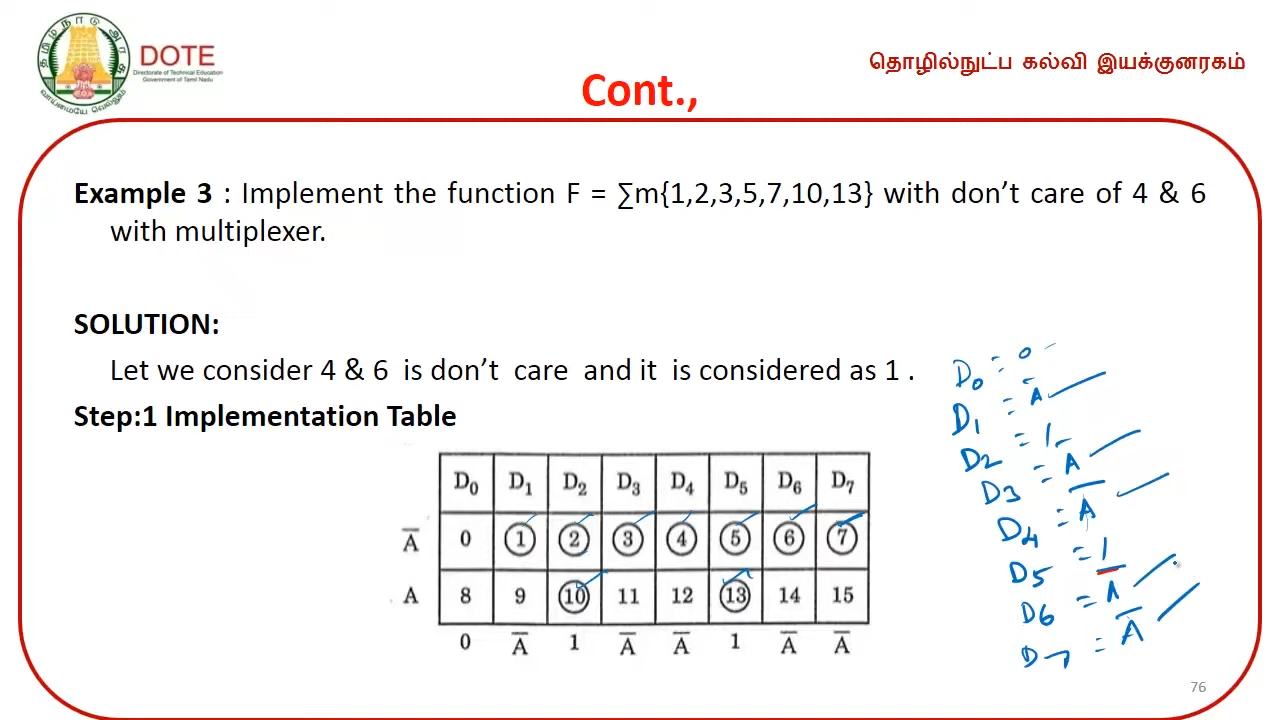 தமிழ்நாடு அரசு
வாய்மையே வெல்லும்
DOTE
Directorate of Technical Education
Government of Tamil Nadu
தொழில்நுட்ப கல்வி இயக்குனரகம்
Cont.,
Example 3 : Implement the function F = ∑m{1,2,3,5,7,10,13} with don’t care of 4 & 6
with multiplexer.
SOLUTION:
Let we consider 4 & 6 is don’t care and it is considered as 1 .
Step:1 Implementation Table
D₀ D₁ D₂ D₃ D₄ D₅ D₆ D₇
A̅ 0 1 2 3 4 5 6 7
A 8 9 10 11 12 13 14 15
0 A̅ 1 A̅ A̅ 1 A̅ A̅
D₀ = 0
D₁ = A̅
D₂ = 1
D₃ = A̅
D₄ = A̅
D₅ = 1
D₆ = A̅
D₇ = A̅
76